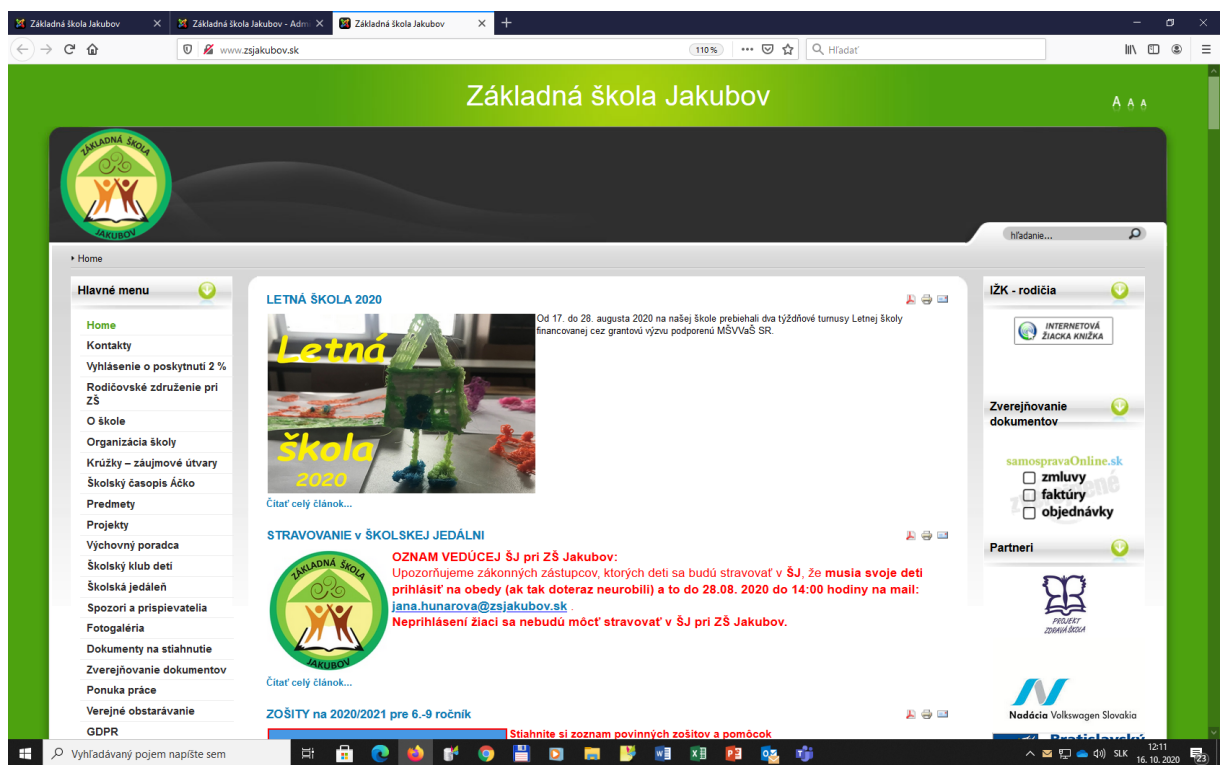 Základná škola Jakubov
Základná škola Jakubov - Adm
Základná škola Jakubov
www.zsjakubov.sk
110%
Hľadať
Základná škola Jakubov
A A A
ZÁKLADNÁ ŠKOLA
JAKUBOV
hľadanie...
Home
Hlavné menu
Home
Kontakty
Vyhlásenie o poskytnutí 2 %
Rodičovské združenie pri
ZŠ
O škole
Organizácia školy
Krúžky – záujmové útvary
Školský časopis Áčko
Predmety
Projekty
Výchovný poradca
Školský klub detí
Školská jedáleň
Spozori a prispievatelia
Fotogaléria
Dokumenty na stiahnutie
Zverejňovanie dokumentov
Ponuka práce
Verejné obstarávanie
GDPR
LETNÁ ŠKOLA 2020
Letná
škola
2020
Od 17. do 28. augusta 2020 na našej škole prebiehali dva týždňové turnusy Letnej školy
financovanej cez grantovú výzvu podporenú MŠVVaŠ SR.
Čítať celý článok...
STRAVOVANIE v ŠKOLSKEJ JEDÁLNI
ZÁKLADNÁ ŠKOLA
JAKUBOV
OZNAM VEDÚCEJ ŠJ pri ZŠ Jakubov:
Upozorňujeme zákonných zástupcov, ktorých deti sa budú stravovať v ŠJ, že musia svoje deti
prihlásiť na obedy (ak tak doteraz neurobili) a to do 28.08. 2020 do 14:00 hodiny na mail:
jana.hunarova@zsjakubov.sk .
Neprihlásení žiaci sa nebudú môcť stravovať v ŠJ pri ZŠ Jakubov.
Čítať celý článok...
ZOŠITY na 2020/2021 pre 6.-9 ročník
Stiahnite si zoznam povinných zošitov a pomôcok
IŽK - rodičia
INTERNETOVÁ
ŽIACKA KNIŽKA
Zverejňovanie
dokumentov
samospravaOnline.sk
zmluvy
faktúry
objednávky
Partneri
PROJEKT
ZDRAVÁ ŠKOLA
Nadácia Volkswagen Slovakia
Bratislavský
Vyhľadávaný pojem napíšte sem
SLK
12:11
16. 10. 2020
23